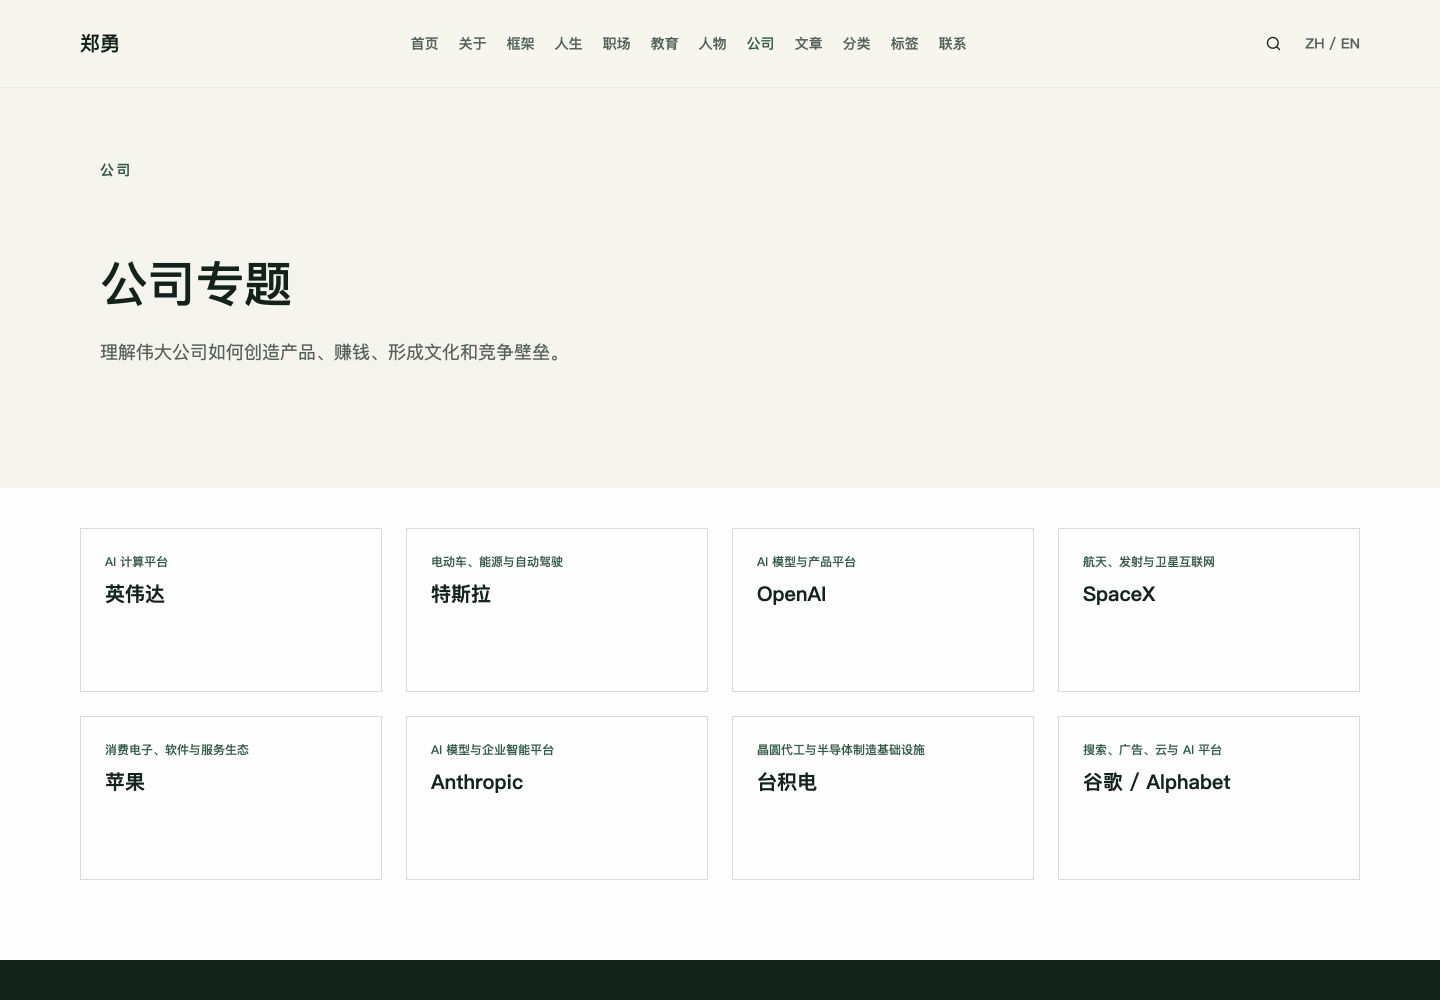 郑勇
首页 关于 框架 人生 职场 教育 人物 公司 文章 分类 标签 联系
ZH / EN
公司
公司专题
理解伟大公司如何创造产品、赚钱、形成文化和竞争壁垒。
AI 计算平台
英伟达
电动车、能源与自动驾驶
特斯拉
AI 模型与产品平台
OpenAI
航天、发射与卫星互联网
SpaceX
消费电子、软件与服务生态
苹果
AI 模型与企业智能平台
Anthropic
晶圆代工与半导体制造基础设施
台积电
搜索、广告、云与 AI 平台
谷歌 / Alphabet